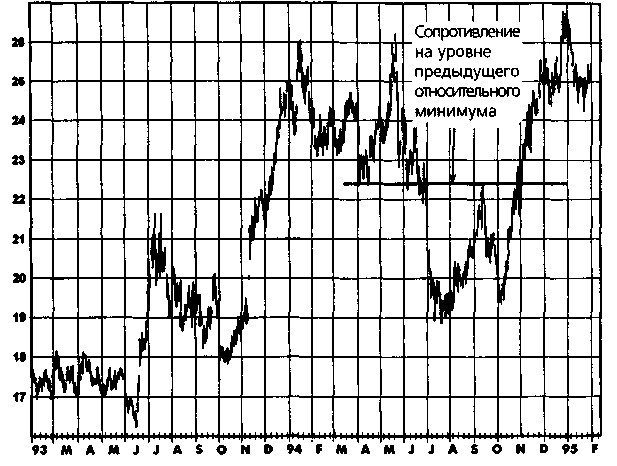 Сопротивление
на уровне
предыдущего
относительного
минимума
26
25
24
23
22
21
20
19
18
17
93 M A M J J A S O N D 94 F M A M J J A S O N D 95 F